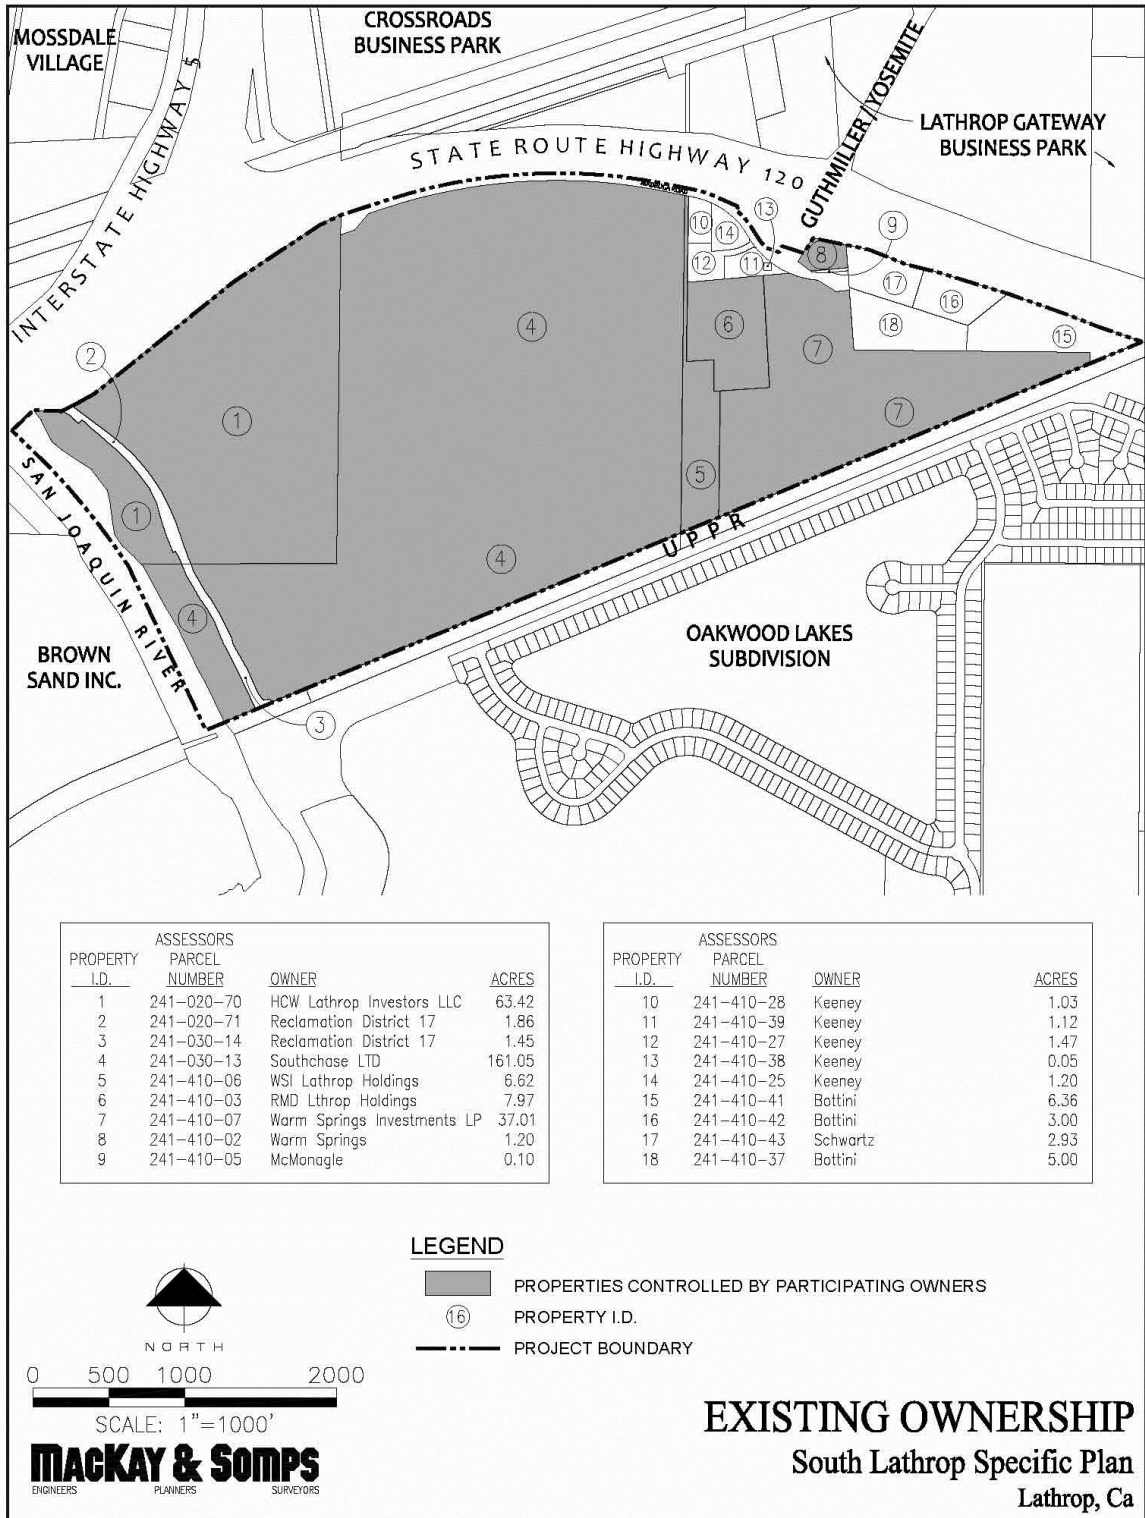 MOSSDALE
VILLAGE
CROSSROADS
BUSINESS PARK
INTERSTATE HIGHWAY 5
STATE ROUTE HIGHWAY 120
GUTHMILLER/YOSEMITE
LATHROP GATEWAY
BUSINESS PARK
13
10
14
9
12
11
8
17
16
18
15
2
4
6
7
1
7
5
1
4
UPPR
SAN JOAQUIN RIVER
4
BROWN
SAND INC.
OAKWOOD LAKES
SUBDIVISION
3
PROPERTY I.D. ASSESSORS PARCEL NUMBER OWNER ACRES
1 241-020-70 HCW Lathrop Investors LLC 63.42
2 241-020-71 Reclamation District 17 1.86
3 241-030-14 Reclamation District 17 1.45
4 241-030-13 Southchase LTD 161.05
5 241-410-06 WSI Lathrop Holdings 6.62
6 241-410-03 RMD Lthrop Holdings 7.97
7 241-410-07 Warm Springs Investments LP 37.01
8 241-410-02 Warm Springs 1.20
9 241-410-05 McMonagle 0.10
PROPERTY I.D. ASSESSORS PARCEL NUMBER OWNER ACRES
10 241-410-28 Keeney 1.03
11 241-410-39 Keeney 1.12
12 241-410-27 Keeney 1.47
13 241-410-38 Keeney 0.05
14 241-410-25 Keeney 1.20
15 241-410-41 Bottini 6.36
16 241-410-42 Bottini 3.00
17 241-410-43 Schwartz 2.93
18 241-410-37 Bottini 5.00
LEGEND
PROPERTIES CONTROLLED BY PARTICIPATING OWNERS
16 PROPERTY I.D.
PROJECT BOUNDARY
NORTH
0 500 1000 2000
SCALE: 1"=1000'
MACKAY & SOMPS
ENGINEERS PLANNERS SURVEYORS
EXISTING OWNERSHIP
South Lathrop Specific Plan
Lathrop, Ca